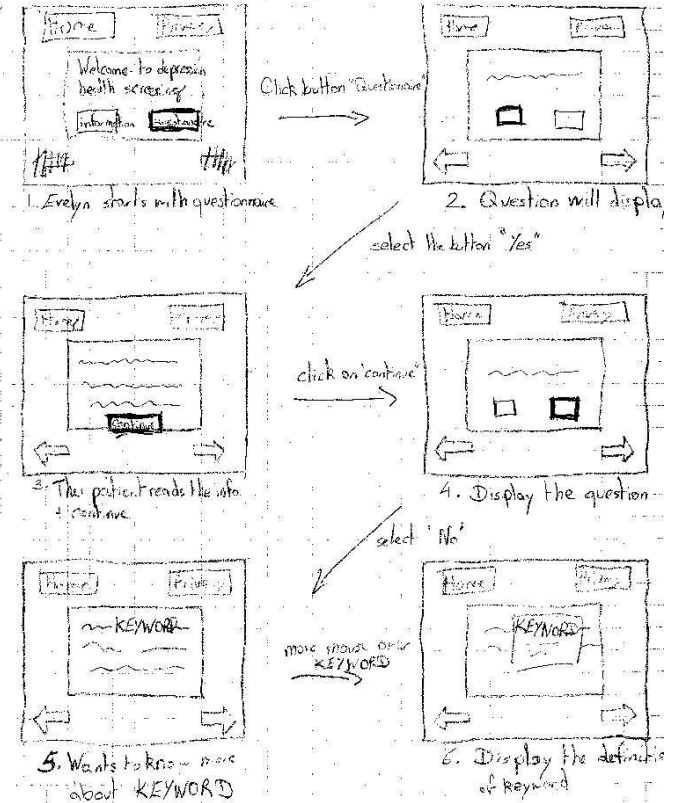 Home
Privacy
Home
Welcome to depression
health screening
information
Questionnaire
Click button "Questionnaire"
1. Evelyn starts with questionnaire
2. Question will display
select the button "Yes"
Home
Home
Continue
click on "continue"
3. The patient reads the info
+ continue
4. Display the question
select "No"
Home
Privacy
Home
KEYWORD
KEYWORD
move mouse over
KEYWORD
5. Wants to know more
about KEYWORD
6. Display the definition
of keyword